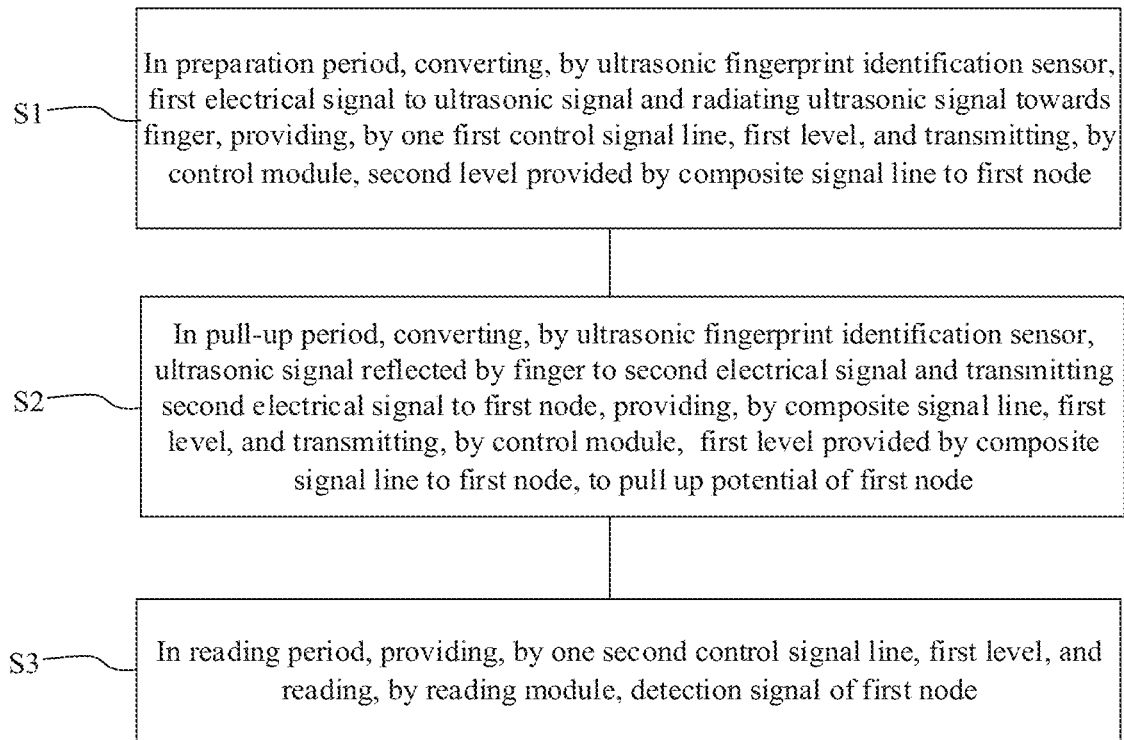 S1
In preparation period, converting, by ultrasonic fingerprint identification sensor,
first electrical signal to ultrasonic signal and radiating ultrasonic signal towards
finger, providing, by one first control signal line, first level, and transmitting, by
control module, second level provided by composite signal line to first node
S2
In pull-up period, converting, by ultrasonic fingerprint identification sensor,
ultrasonic signal reflected by finger to second electrical signal and transmitting
second electrical signal to first node, providing, by composite signal line, first
level, and transmitting, by control module, first level provided by composite
signal line to first node, to pull up potential of first node
S3
In reading period, providing, by one second control signal line, first level, and
reading, by reading module, detection signal of first node